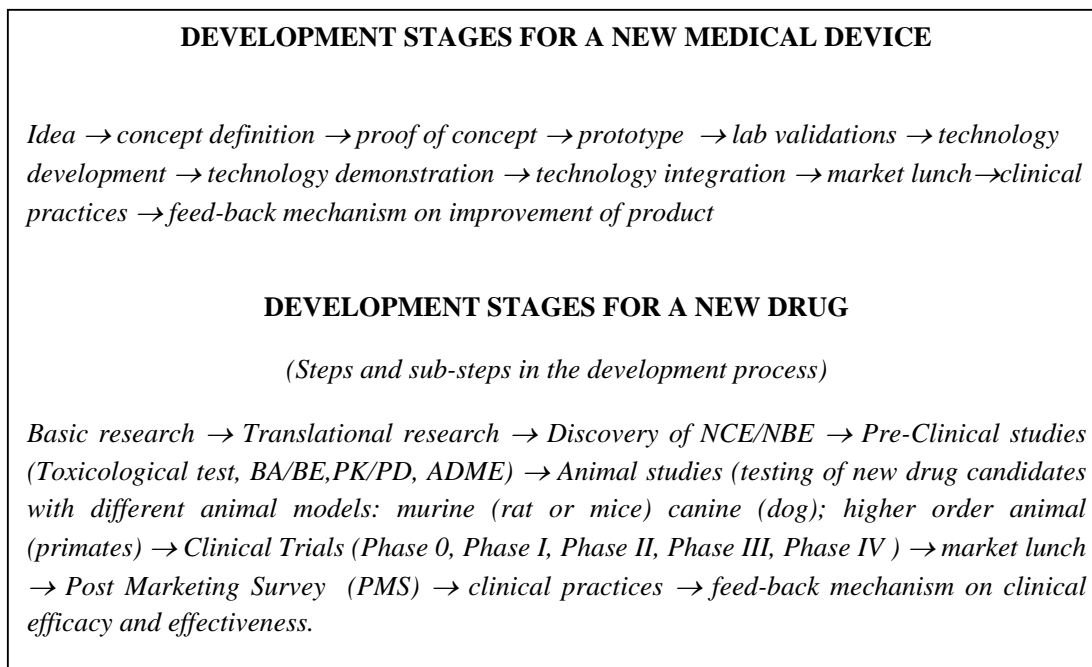 DEVELOPMENT STAGES FOR A NEW MEDICAL DEVICE
Idea → concept definition → proof of concept → prototype → lab validations → technology
development → technology demonstration → technology integration → market lunch→clinical
practices → feed-back mechanism on improvement of product
DEVELOPMENT STAGES FOR A NEW DRUG
(Steps and sub-steps in the development process)
Basic research → Translational research → Discovery of NCE/NBE → Pre-Clinical studies
(Toxicological test, BA/BE,PK/PD, ADME) → Animal studies (testing of new drug candidates
with different animal models: murine (rat or mice) canine (dog); higher order animal
(primates) → Clinical Trials (Phase 0, Phase I, Phase II, Phase III, Phase IV ) → market lunch
→ Post Marketing Survey (PMS) → clinical practices → feed-back mechanism on clinical
efficacy and effectiveness.